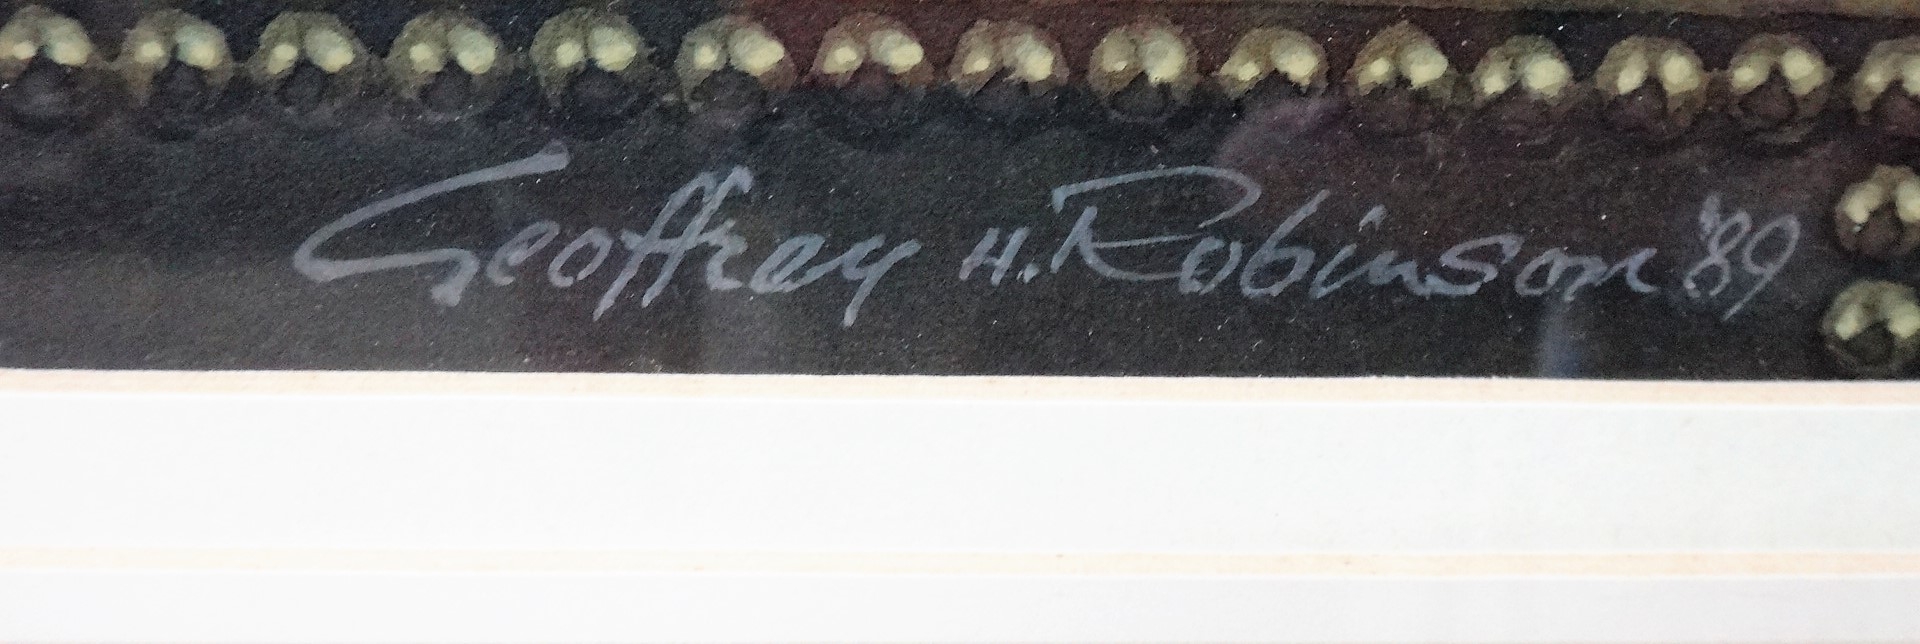 Geoffrey H. Robinson '89